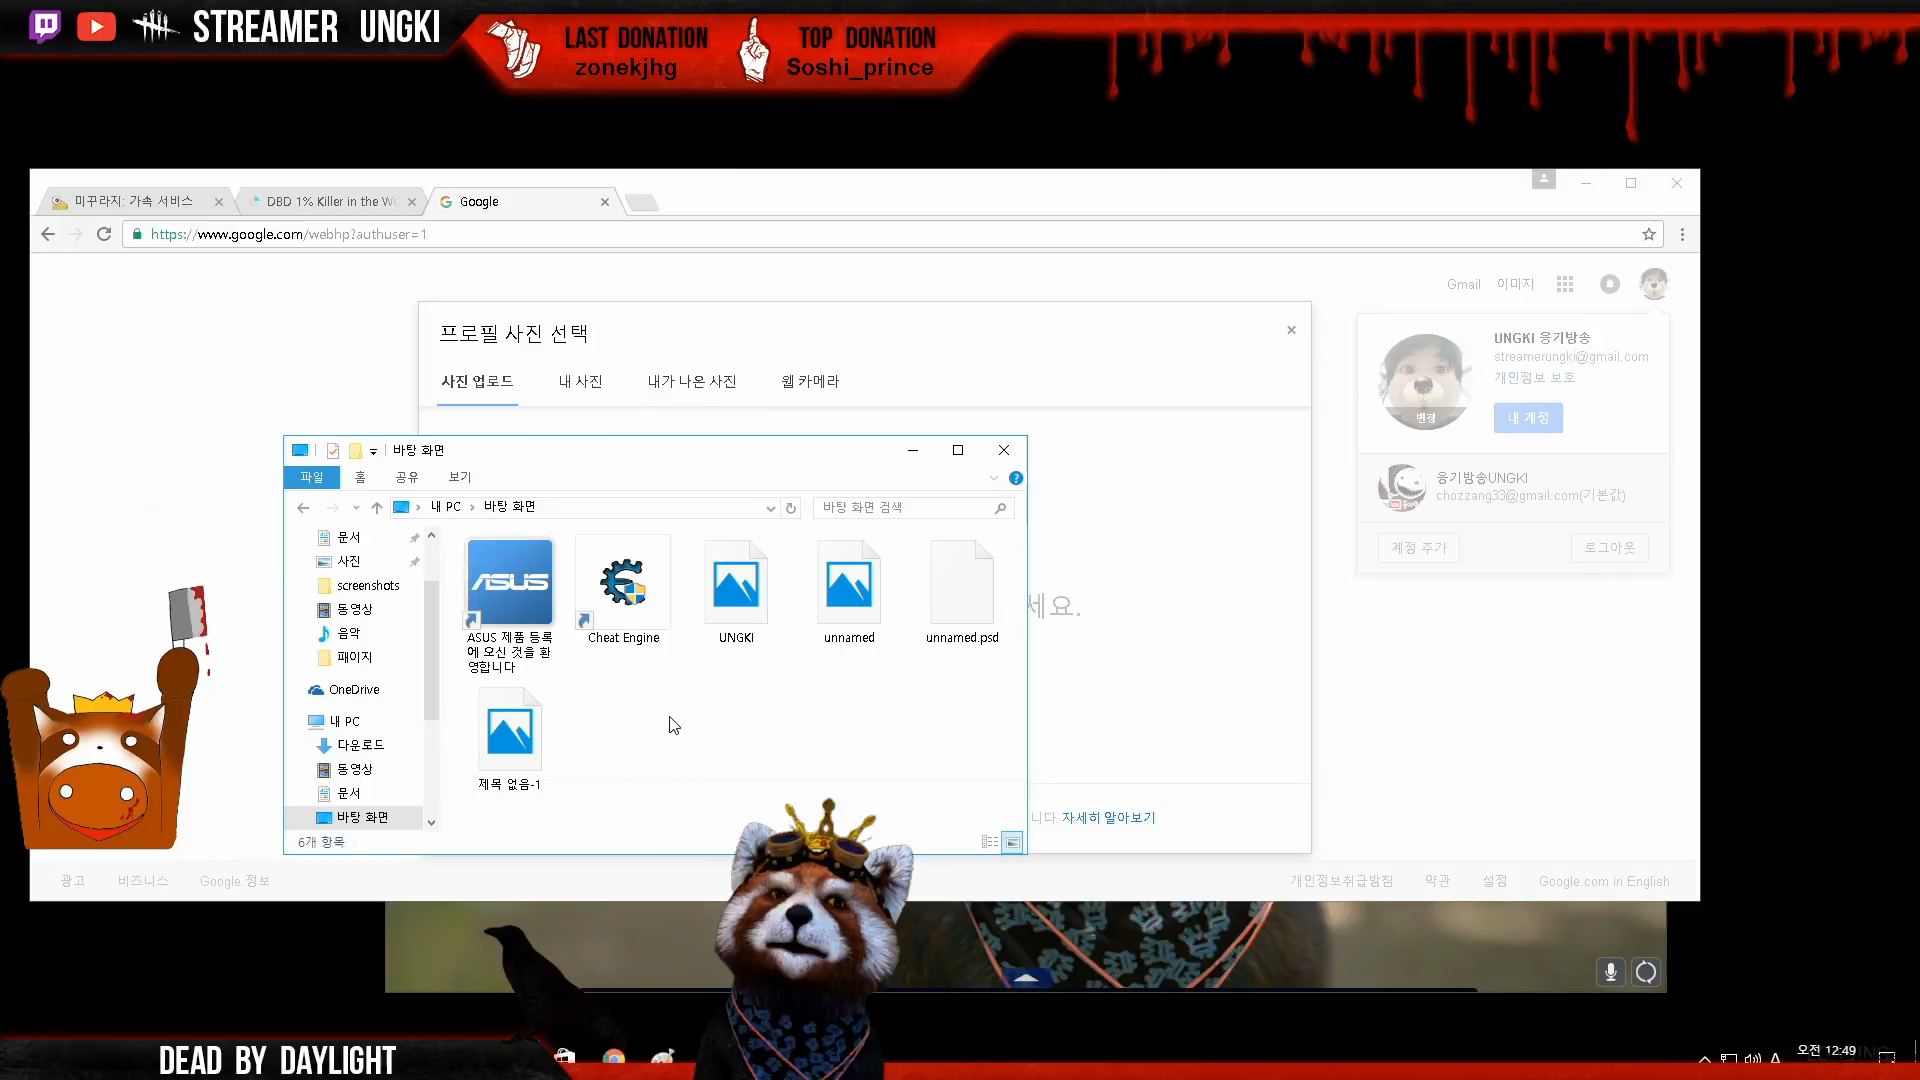 STREAMER UNGKI
LAST DONATION
zonekjhg
TOP DONATION
Soshi_prince
미꾸라지: 가속 서비스
DBD 1% Killer in the W
Google
https://www.google.com/webhp?authuser=1
Gmail
이미지
프로필 사진 선택
사진 업로드
내 사진
내가 나온 사진
웹 카메라
UNGKI 웅기방송
streamerungki@gmail.com
개인정보 보호
변경
내 계정
웅기방송UNGKI
chozzang33@gmail.com(기본값)
계정 추가
로그아웃
바탕 화면
파일
홈
공유
보기
내 PC
바탕 화면
바탕 화면 검색
문서
사진
screenshots
동영상
음악
패이지
OneDrive
내 PC
다운로드
동영상
문서
바탕 화면
ASUS
ASUS 제품 등록
에 오신 것을 환
영합니다
Cheat Engine
UNGKI
unnamed
unnamed.psd
제목 없음-1
6개 항목
세요.
니다. 자세히 알아보기
광고
비즈니스
Google 정보
개인정보취급방침
약관
설정
Google.com in English
DEAD BY DAYLIGHT
A
오전 12:49